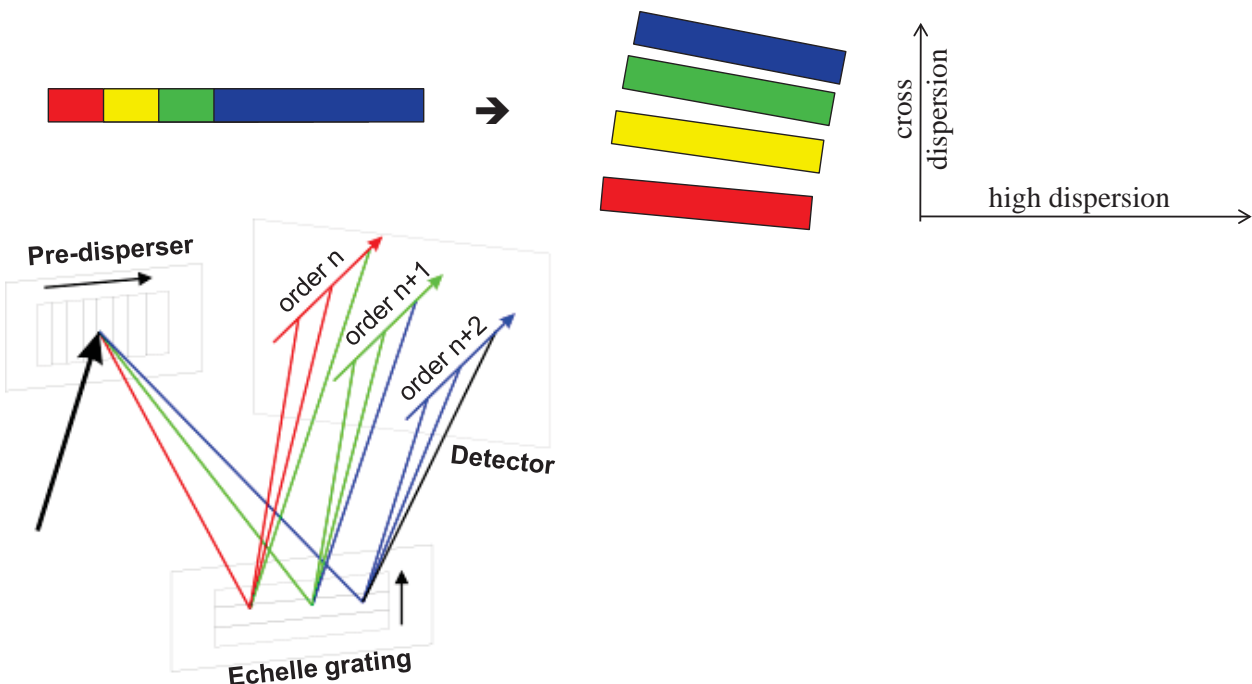 cross
dispersion
high dispersion
Pre-disperser
order n
order n+1
order n+2
Detector
Echelle grating